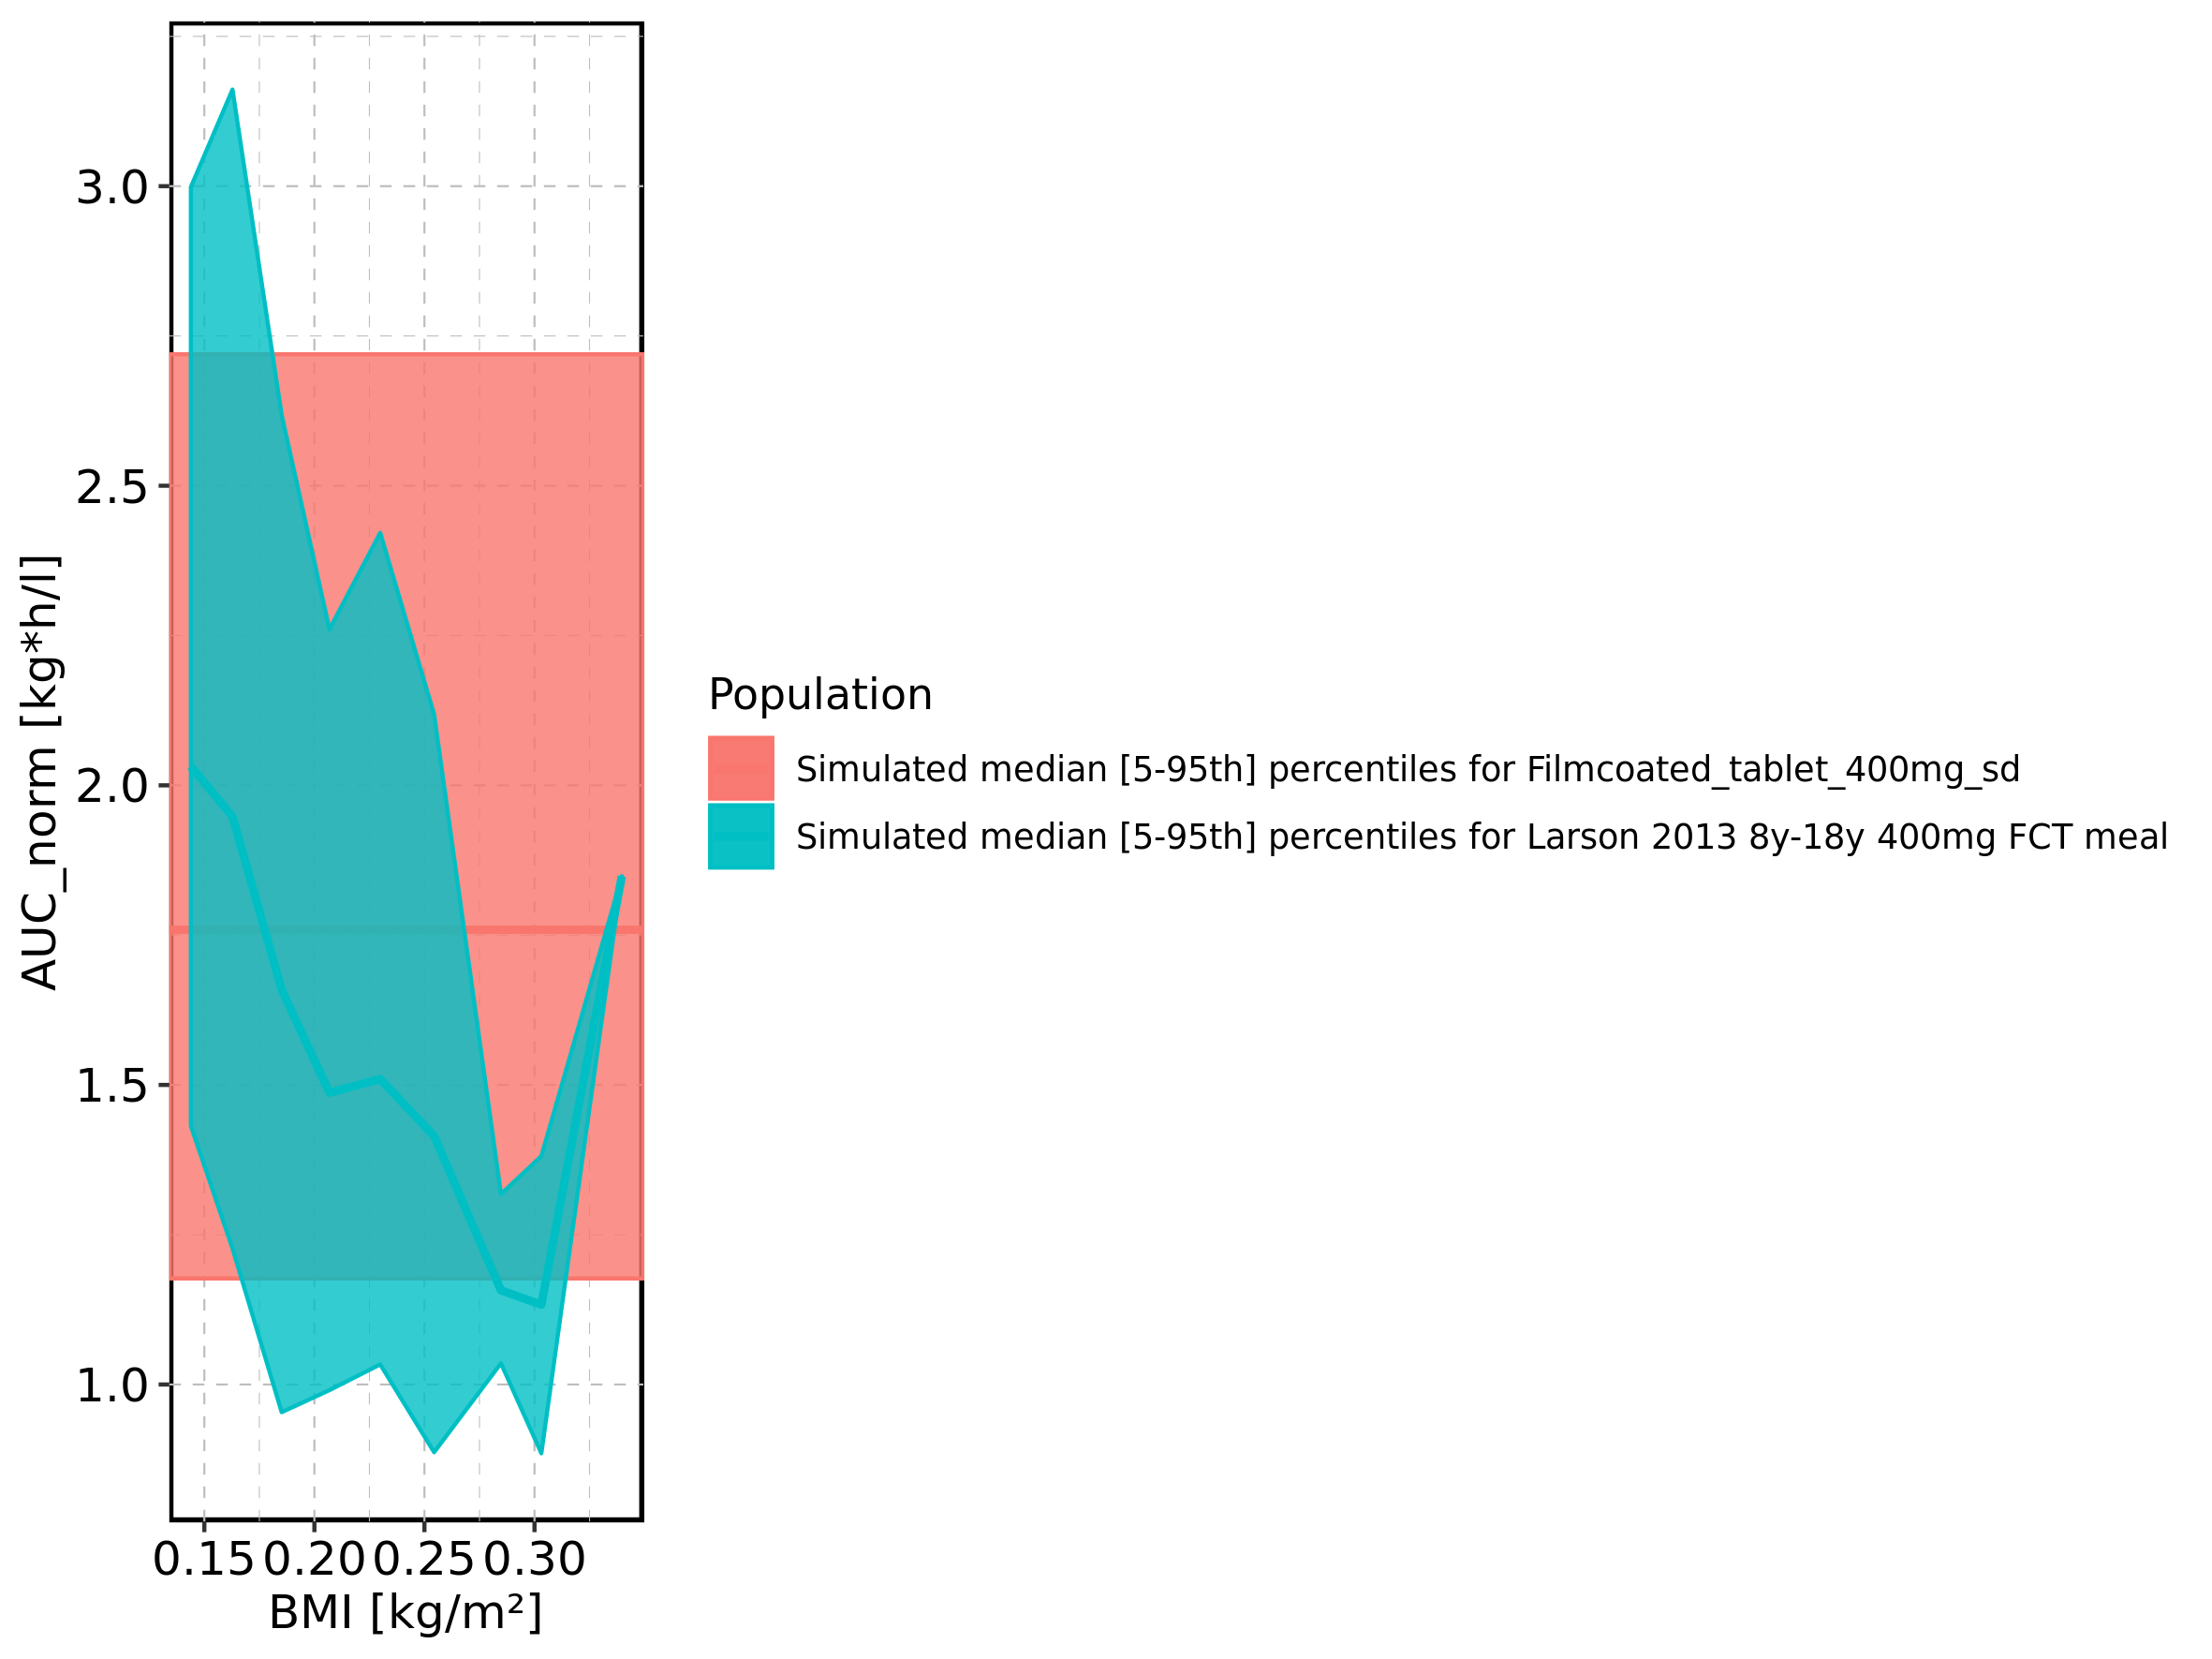 3.0
2.5
2.0
1.5
1.0
AUC_norm [kg*h/l]
0.15 0.20 0.25 0.30
BMI [kg/m²]
Population
Simulated median [5-95th] percentiles for Filmcoated_tablet_400mg_sd
Simulated median [5-95th] percentiles for Larson 2013 8y-18y 400mg FCT meal